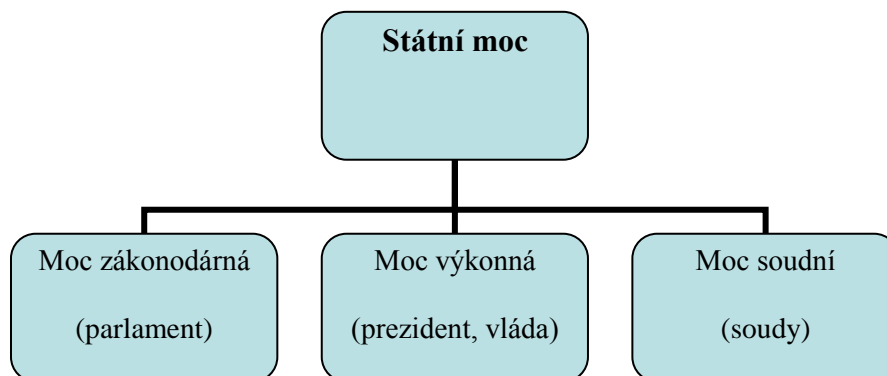 Státní moc
Moc zákonodárná
(parlament)
Moc výkonná
(prezident, vláda)
Moc soudní
(soudy)